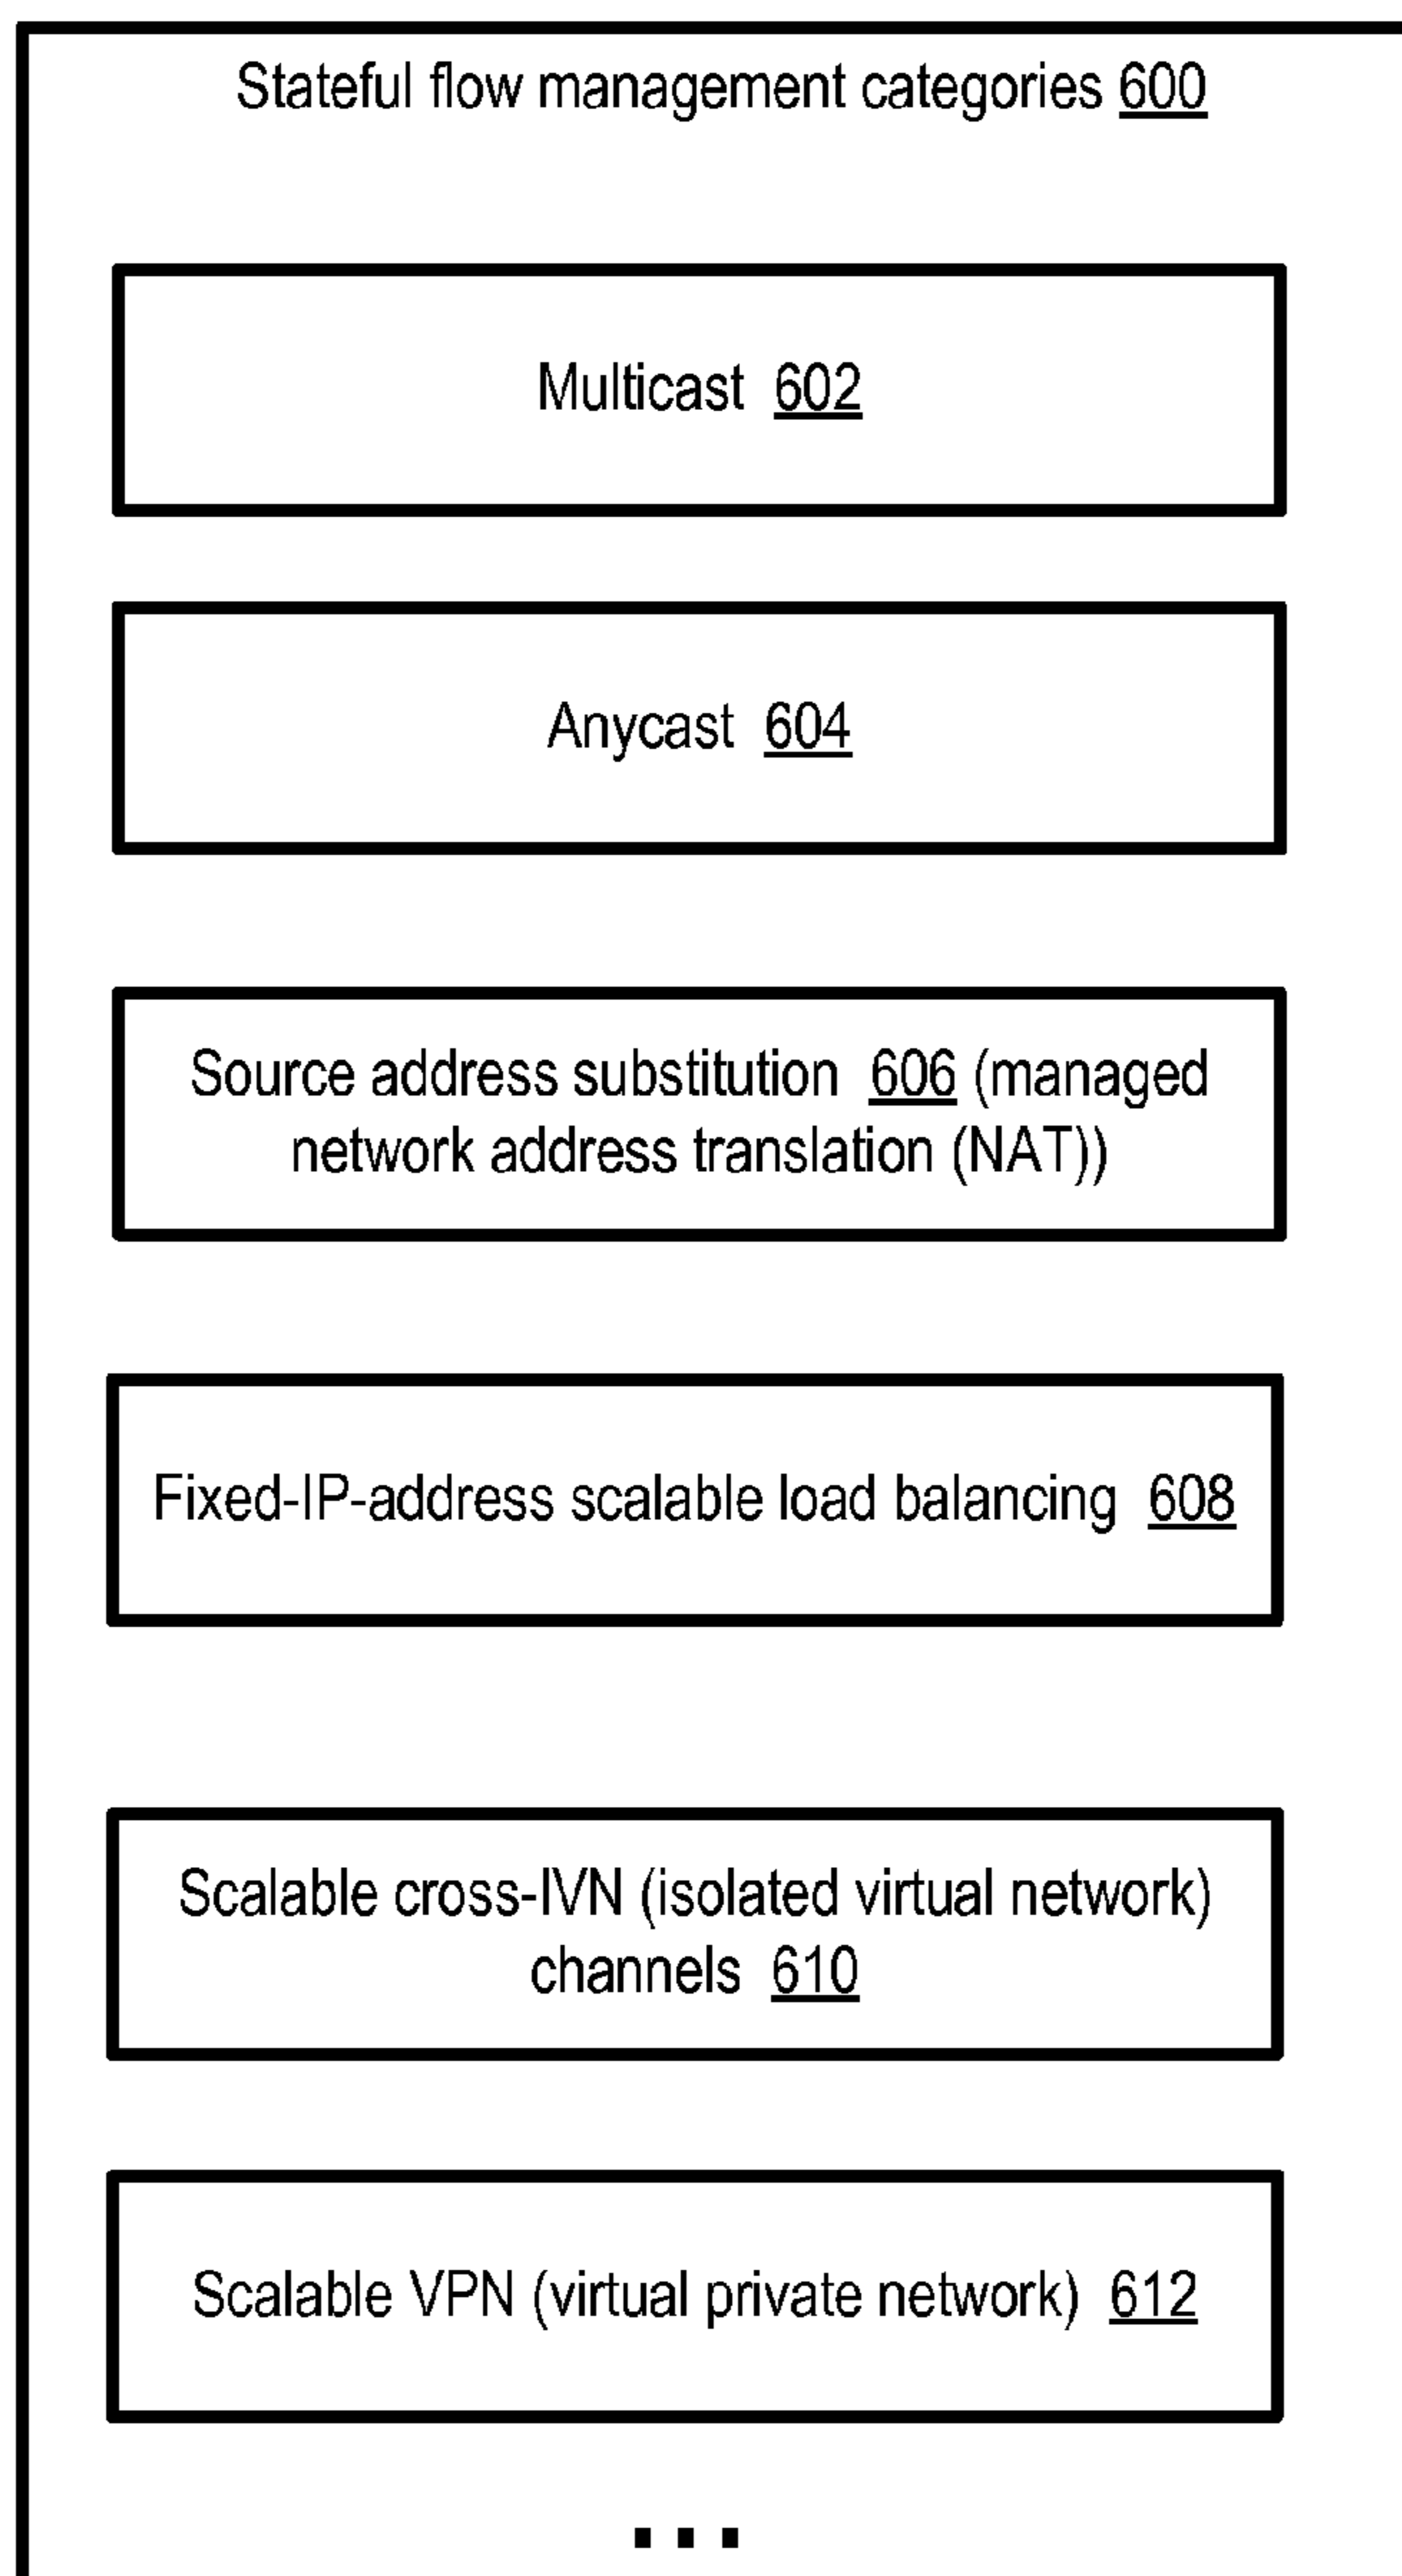 Stateful flow management categories 600
Multicast 602
Anycast 604
Source address substitution 606 (managed
network address translation (NAT))
Fixed-IP-address scalable load balancing 608
Scalable cross-IVN (isolated virtual network)
channels 610
Scalable VPN (virtual private network) 612
...